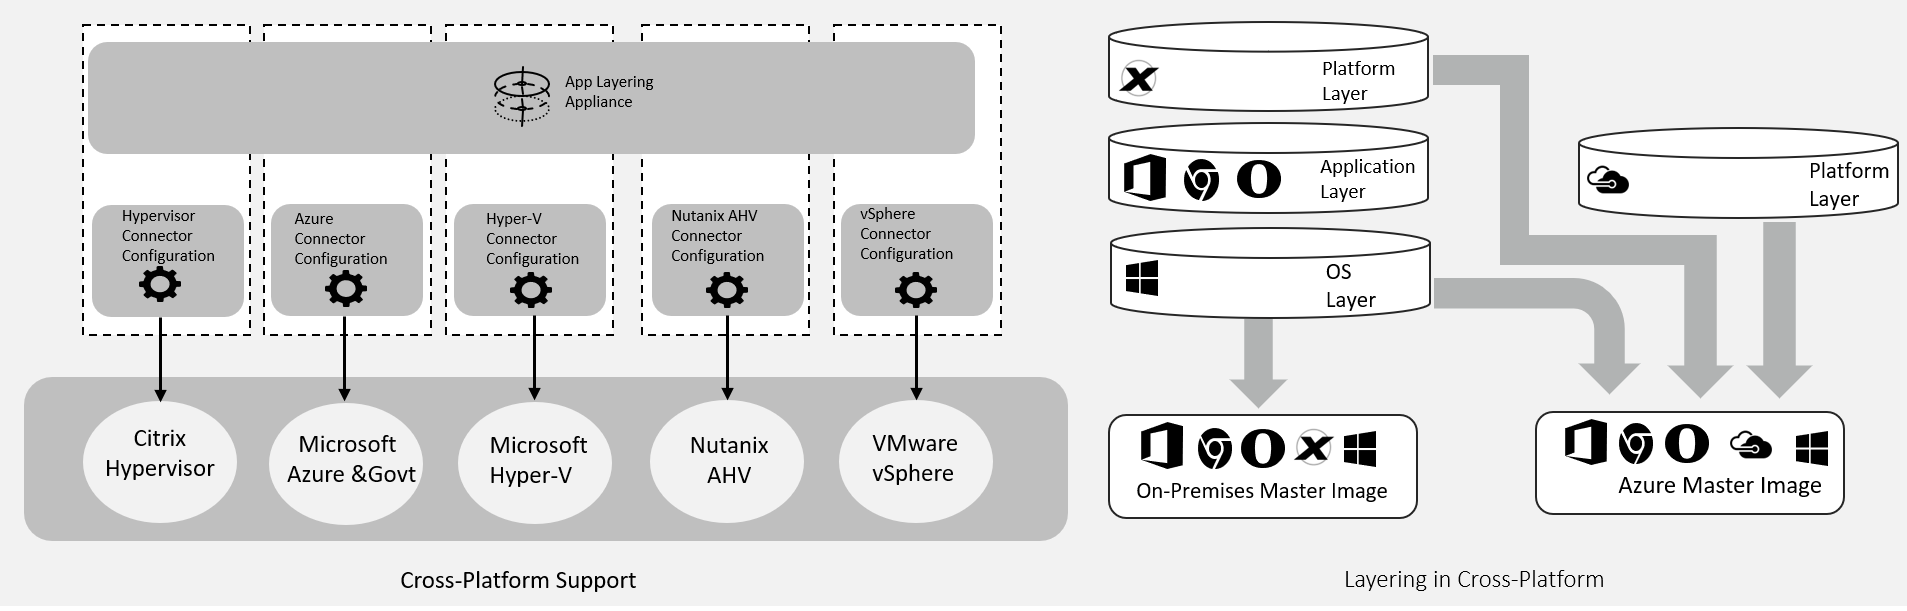 App Layering
Appliance
Hypervisor
Connector
Configuration
Azure
Connector
Configuration
Hyper-V
Connector
Configuration
Nutanix AHV
Connector
Configuration
vSphere
Connector
Configuration
Citrix
Hypervisor
Microsoft
Azure &Govt
Microsoft
Hyper-V
Nutanix
AHV
VMware
vSphere
Cross-Platform Support
Platform
Layer
Application
Layer
OS
Layer
Platform
Layer
On-Premises Master Image
Azure Master Image
Layering in Cross-Platform